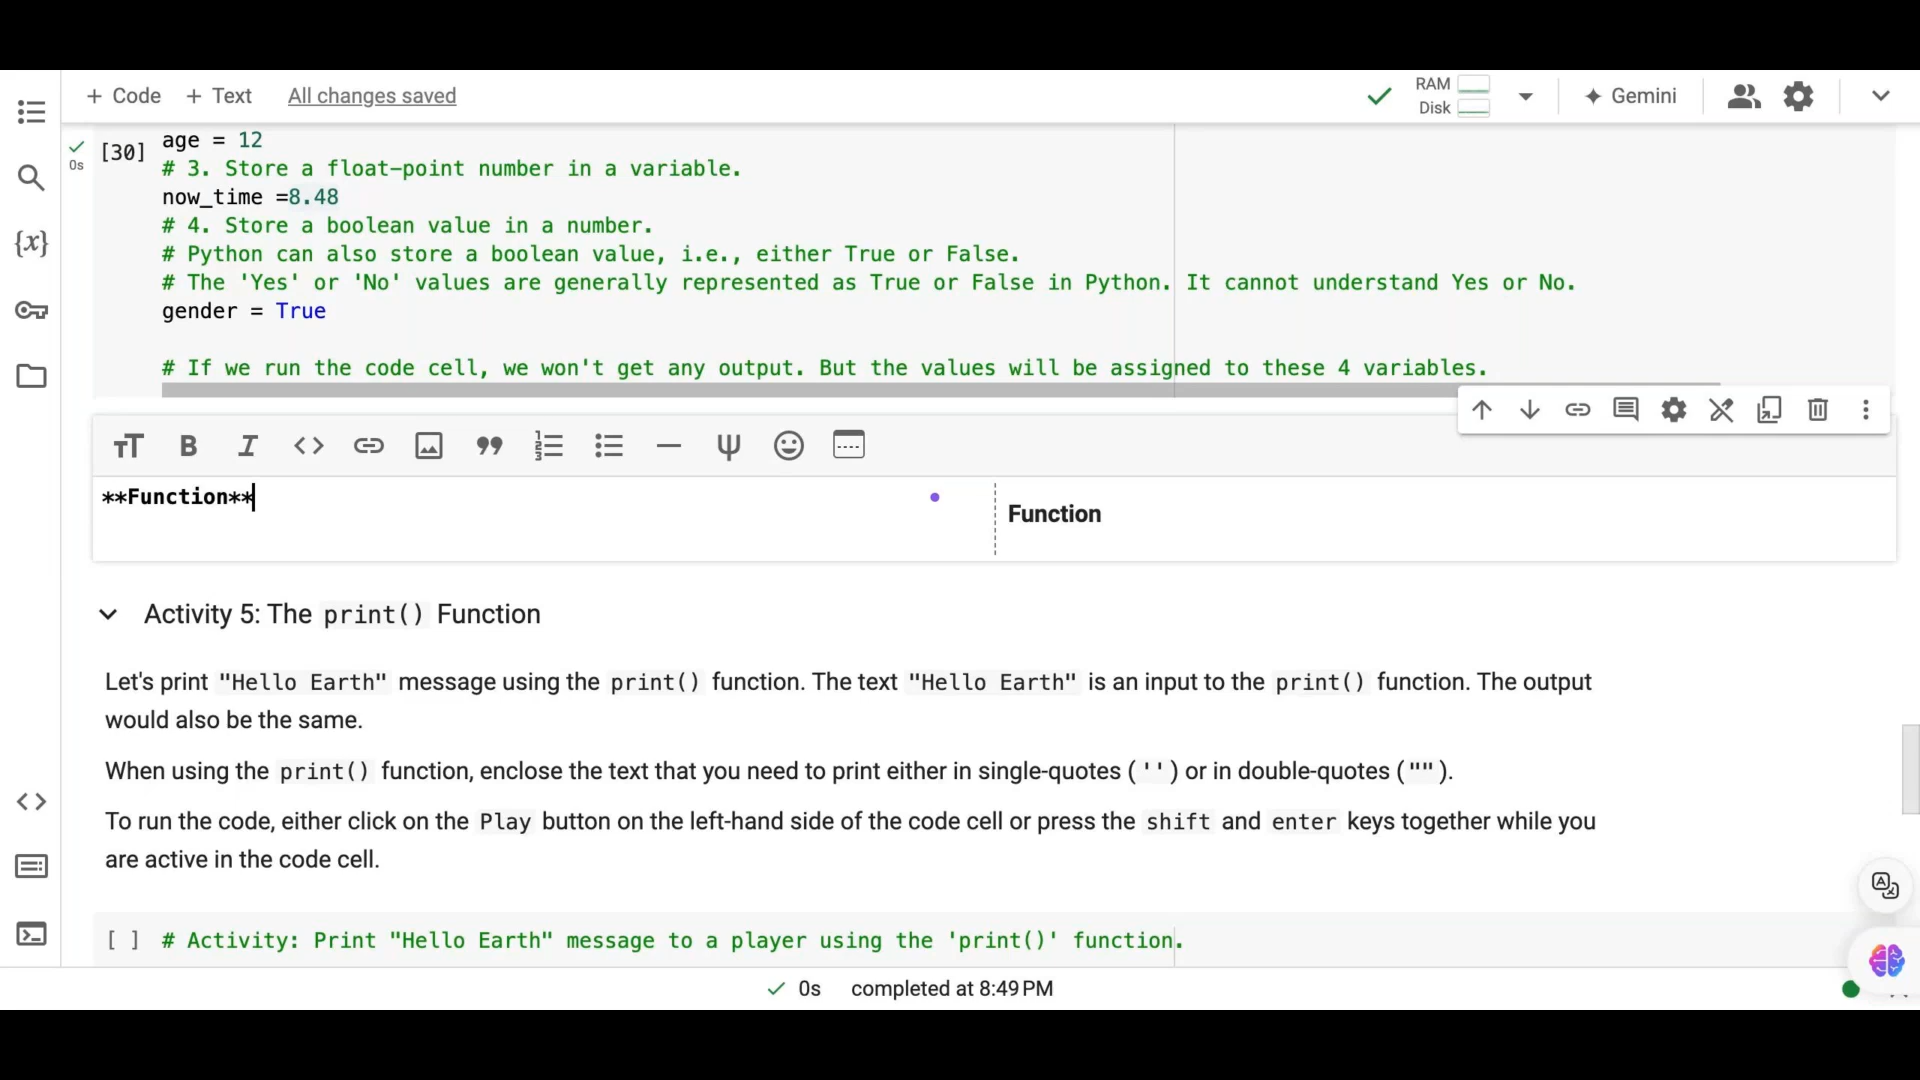 + Code + Text All changes saved
RAM
Disk
Gemini
0s
[30]
age = 12
# 3. Store a float-point number in a variable.
now_time =8.48
# 4. Store a boolean value in a number.
# Python can also store a boolean value, i.e., either True or False.
# The 'Yes' or 'No' values are generally represented as True or False in Python. It cannot understand Yes or No.
gender = True
# If we run the code cell, we won't get any output. But the values will be assigned to these 4 variables.
**Function**
Function
Activity 5: The print() Function
Let's print "Hello Earth" message using the print() function. The text "Hello Earth" is an input to the print() function. The output
would also be the same.
When using the print() function, enclose the text that you need to print either in single-quotes ('') or in double-quotes ("").
To run the code, either click on the Play button on the left-hand side of the code cell or press the shift and enter keys together while you
are active in the code cell.
[ ] # Activity: Print "Hello Earth" message to a player using the 'print()' function.
0s completed at 8:49 PM